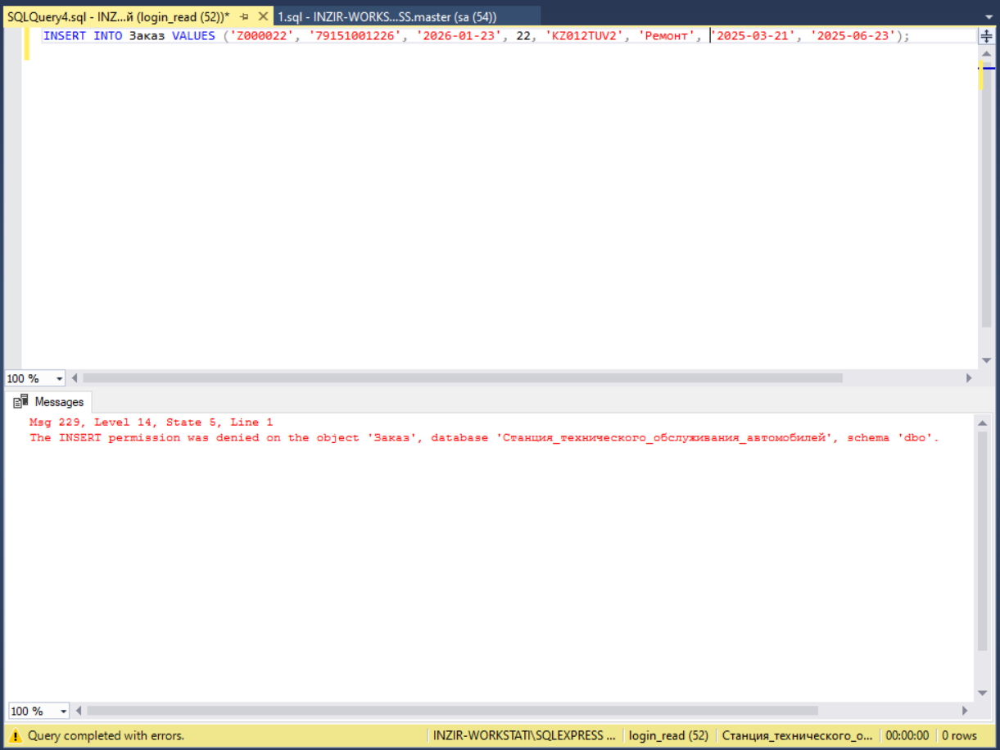 SQLQuery4.sql - INZ...й (login_read (52))* 1.sql - INZIR-WORKS...SS.master (sa (54))
INSERT INTO Заказ VALUES ('Z000022', '79151001226', '2026-01-23', 22, 'KZ012TUV2', 'Ремонт', '2025-03-21', '2025-06-23');
100 %
Messages
Msg 229, Level 14, State 5, Line 1
The INSERT permission was denied on the object 'Заказ', database 'Станция_технического_обслуживания_автомобилей', schema 'dbo'.
100 %
Query completed with errors. INZIR-WORKSTATI\SQLEXPRESS ... login_read (52) Станция_технического_о... 00:00:00 0 rows